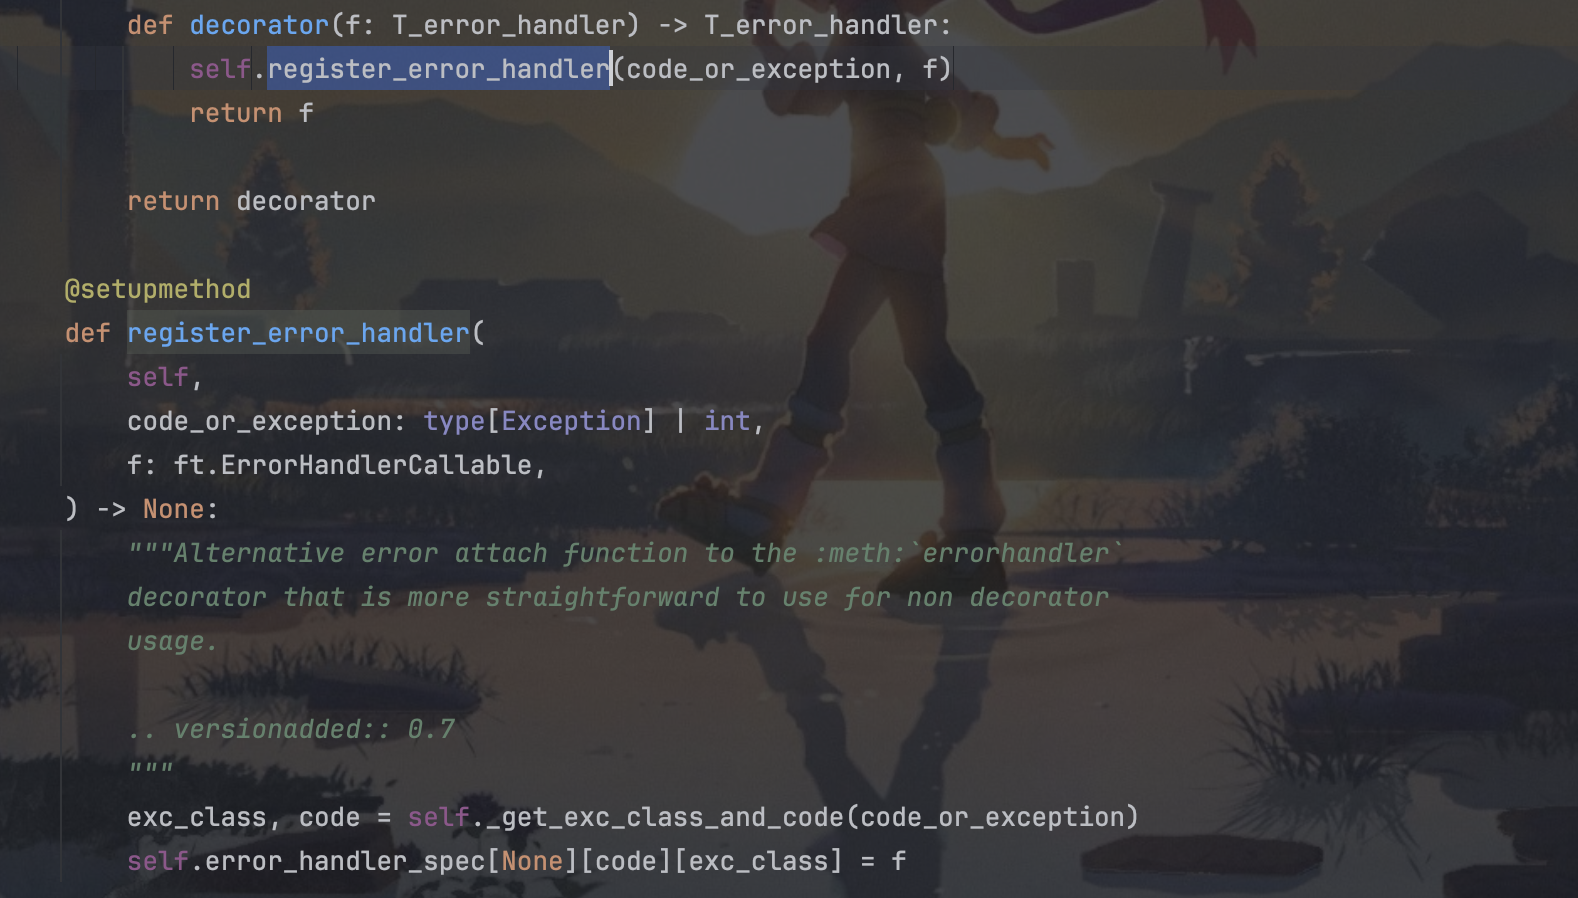 def decorator(f: T_error_handler) -> T_error_handler:
self.register_error_handler(code_or_exception, f)
return f
return decorator
@setupmethod
def register_error_handler(
self,
code_or_exception: type[Exception] | int,
f: ft.ErrorHandlerCallable,
) -> None:
"""Alternative error attach function to the :meth:`errorhandler`
decorator that is more straightforward to use for non decorator
usage.
.. versionadded:: 0.7
"""
exc_class, code = self._get_exc_class_and_code(code_or_exception)
self.error_handler_spec[None][code][exc_class] = f